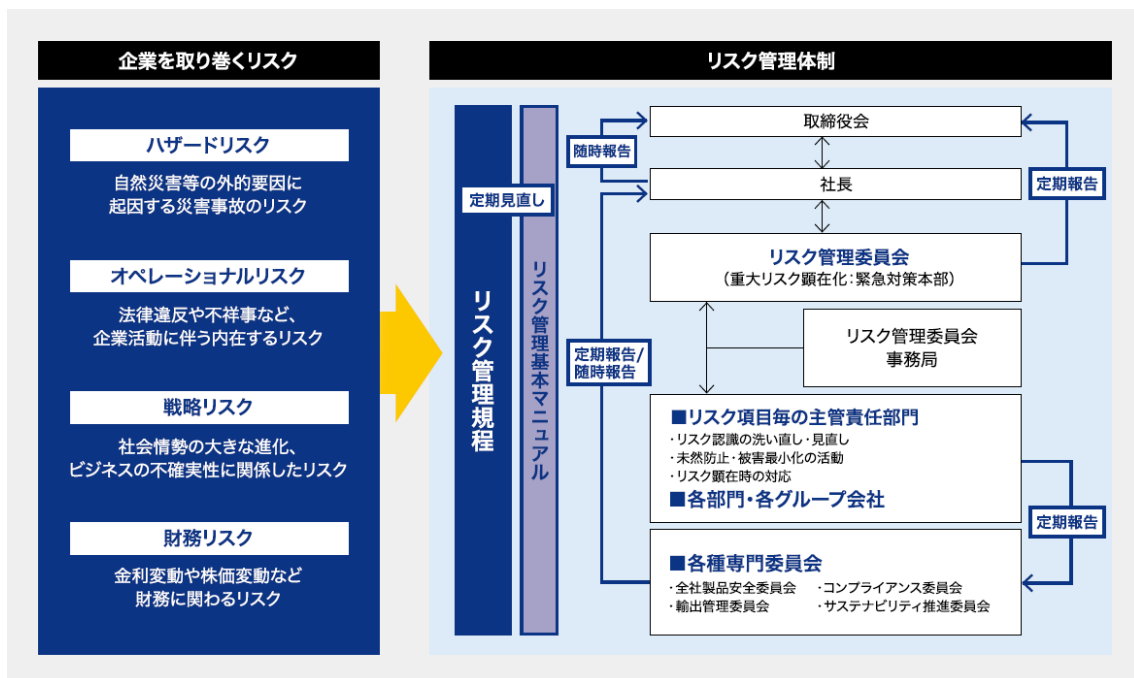 企業を取り巻くリスク
ハザードリスク
自然災害等の外的要因に
起因する災害事故のリスク
オペレーショナルリスク
法律違反や不祥事など、
企業活動に伴う内在するリスク
戦略リスク
社会情勢の大きな進化、
ビジネスの不確実性に関係したリスク
財務リスク
金利変動や株価変動など
財務に関わるリスク
リスク管理体制
リスク管理規程
リスク管理基本マニュアル
定期見直し
取締役会
随時報告
社長
定期報告
リスク管理委員会
（重大リスク顕在化：緊急対策本部）
リスク管理委員会
事務局
定期報告/
随時報告
■リスク項目毎の主管責任部門
・リスク認識の洗い直し・見直し
・未然防止・被害最小化の活動
・リスク顕在時の対応
■各部門・各グループ会社
定期報告
■各種専門委員会
・全社製品安全委員会 ・コンプライアンス委員会
・輸出管理委員会 ・サステナビリティ推進委員会